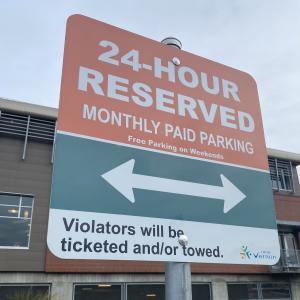 24-HOUR
RESERVED
MONTHLY PAID PARKING
Free Parking on Weekends
Violators will be
ticketed and/or towed.
Vernon